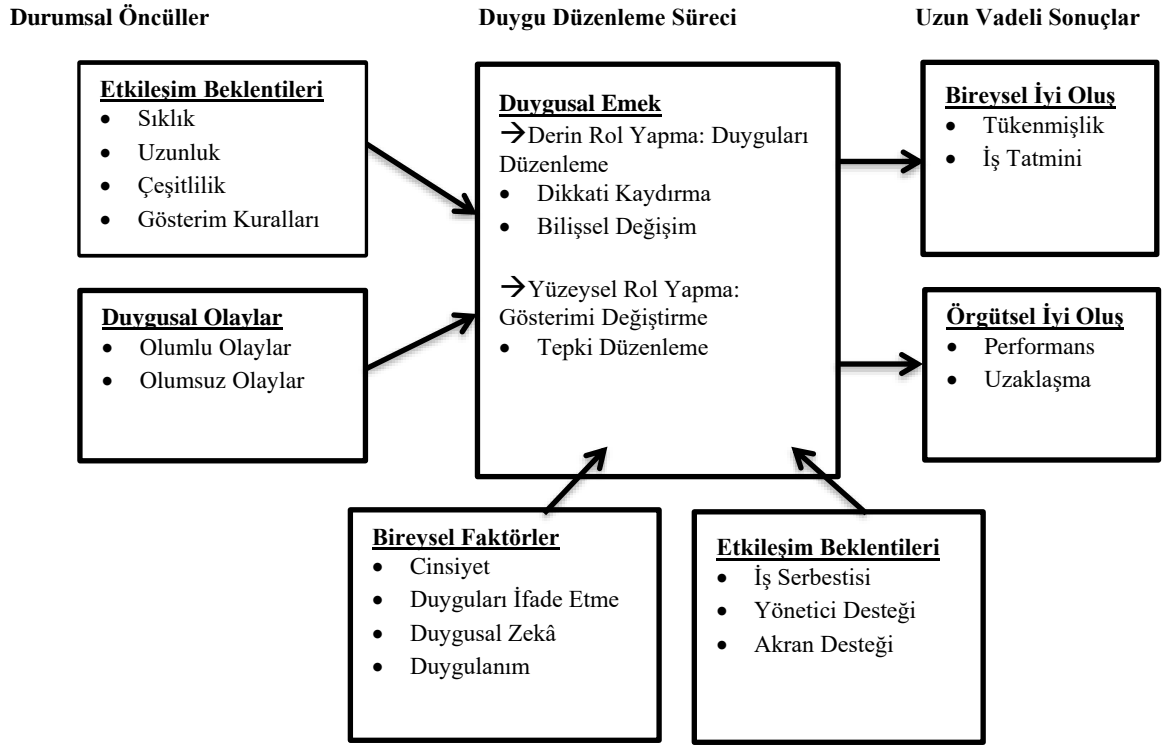 Durumsal Öncüller
Duygu Düzenleme Süreci
Uzun Vadeli Sonuçlar
Etkileşim Beklentileri
• Sıklık
• Uzunluk
• Çeşitlilik
• Gösterim Kuralları
Duygusal Olaylar
• Olumlu Olaylar
• Olumsuz Olaylar
Duygusal Emek
→Derin Rol Yapma: Duyguları
Düzenleme
• Dikkati Kaydırma
• Bilişsel Değişim
→Yüzeysel Rol Yapma:
Gösterimi Değiştirme
• Tepki Düzenleme
Bireysel İyi Oluş
• Tükenmişlik
• İş Tatmini
Örgütsel İyi Oluş
• Performans
• Uzaklaşma
Bireysel Faktörler
• Cinsiyet
• Duyguları İfade Etme
• Duygusal Zekâ
• Duygulanım
Etkileşim Beklentileri
• İş Serbestisi
• Yönetici Desteği
• Akran Desteği